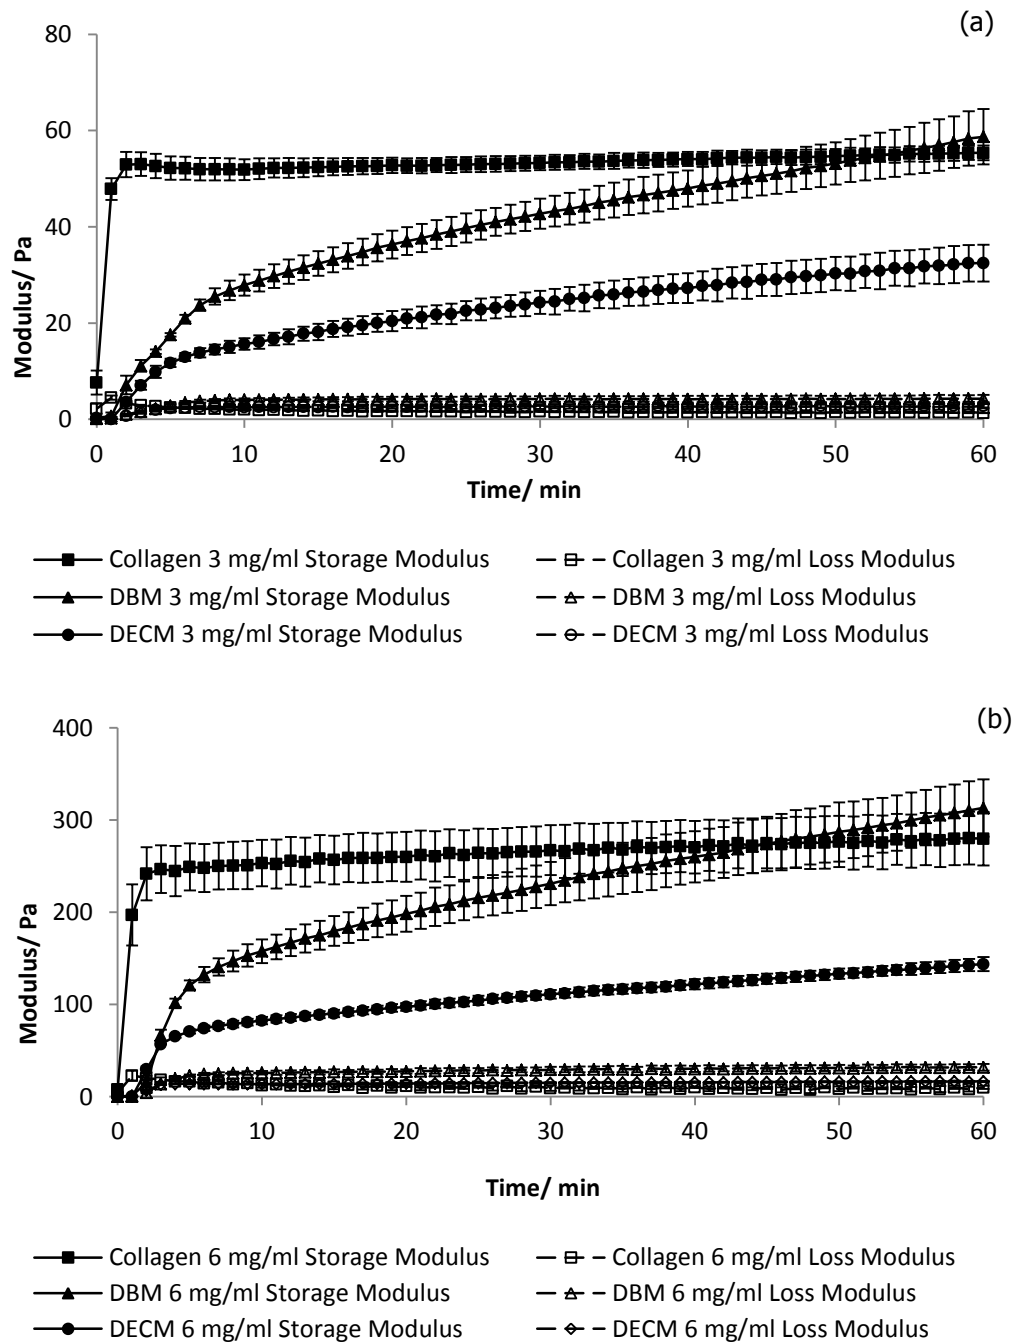 (a)
80
60
40
20
0
0 10 20 30 40 50 60
Modulus/ Pa
Time/ min
Collagen 3 mg/ml Storage Modulus
Collagen 3 mg/ml Loss Modulus
DBM 3 mg/ml Storage Modulus
DBM 3 mg/ml Loss Modulus
DECM 3 mg/ml Storage Modulus
DECM 3 mg/ml Loss Modulus
(b)
400
300
200
100
0
0 10 20 30 40 50 60
Modulus/ Pa
Time/ min
Collagen 6 mg/ml Storage Modulus
Collagen 6 mg/ml Loss Modulus
DBM 6 mg/ml Storage Modulus
DBM 6 mg/ml Loss Modulus
DECM 6 mg/ml Storage Modulus
DECM 6 mg/ml Loss Modulus